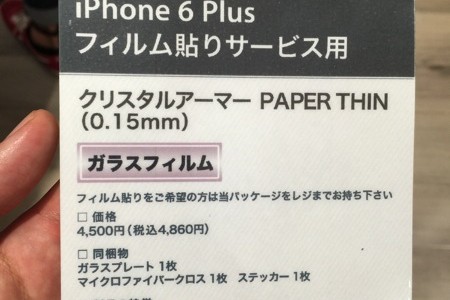 iPhone 6 Plus
フィルム貼りサービス用
クリスタルアーマー PAPER THIN
(0.15mm)
ガラスフィルム
フィルム貼りをご希望の方は当パッケージをレジまでお持ち下さい
□ 価格
4,500円(税込4,860円)
□ 同梱物
ガラスプレート 1枚
マイクロファイバークロス 1枚 ステッカー 1枚